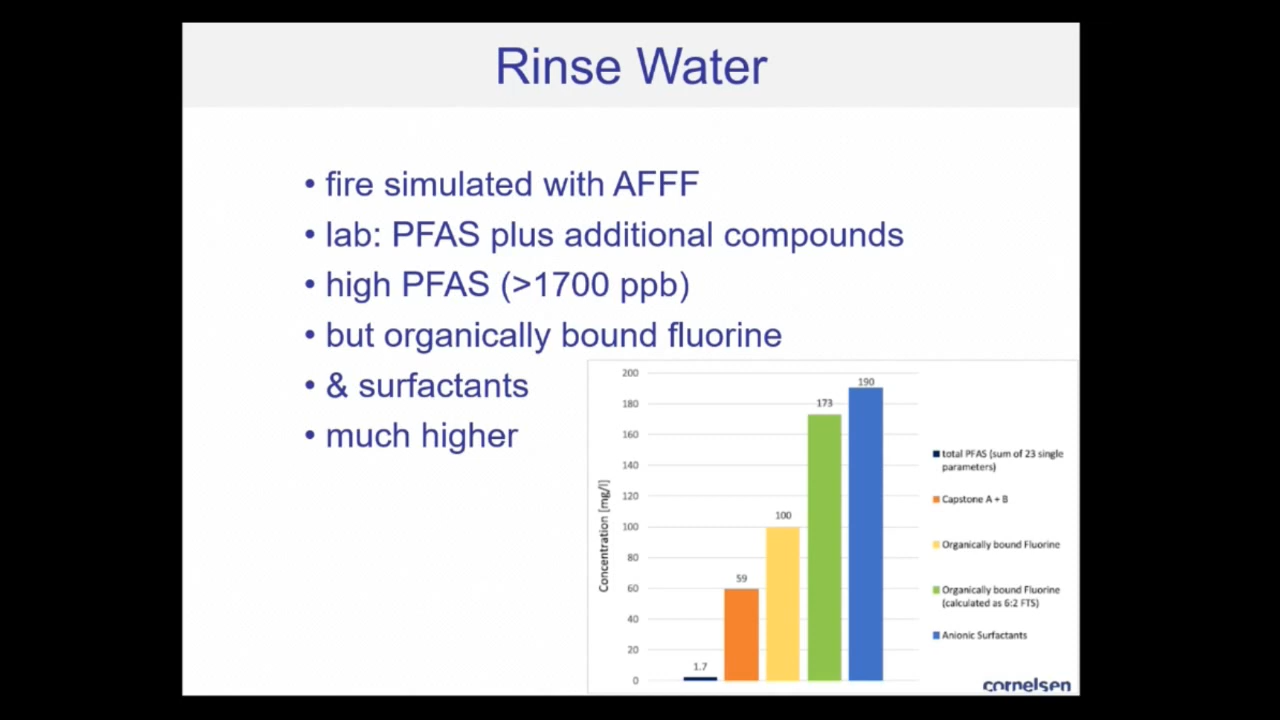 Rinse Water
• fire simulated with AFFF
• lab: PFAS plus additional compounds
• high PFAS (>1700 ppb)
• but organically bound fluorine
• & surfactants
• much higher
Concentration [mg/l]
200
180
160
140
120
100
80
60
40
20
0
1.7
59
100
173
190
total PFAS (sum of 23 single
parameters)
Capstone A + B
Organically bound Fluorine
Organically bound Fluorine
(calculated as 6:2 FTS)
Anionic Surfactants
cornelsen